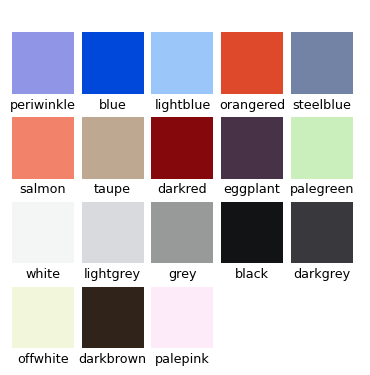 periwinkle blue lightblue orangered steelblue
salmon taupe darkred eggplant palegreen
white lightgrey grey black darkgrey
offwhite darkbrown palepink